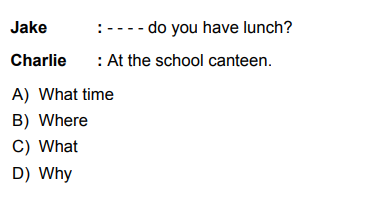 Jake : - - - - do you have lunch?
Charlie : At the school canteen.
A) What time
B) Where
C) What
D) Why